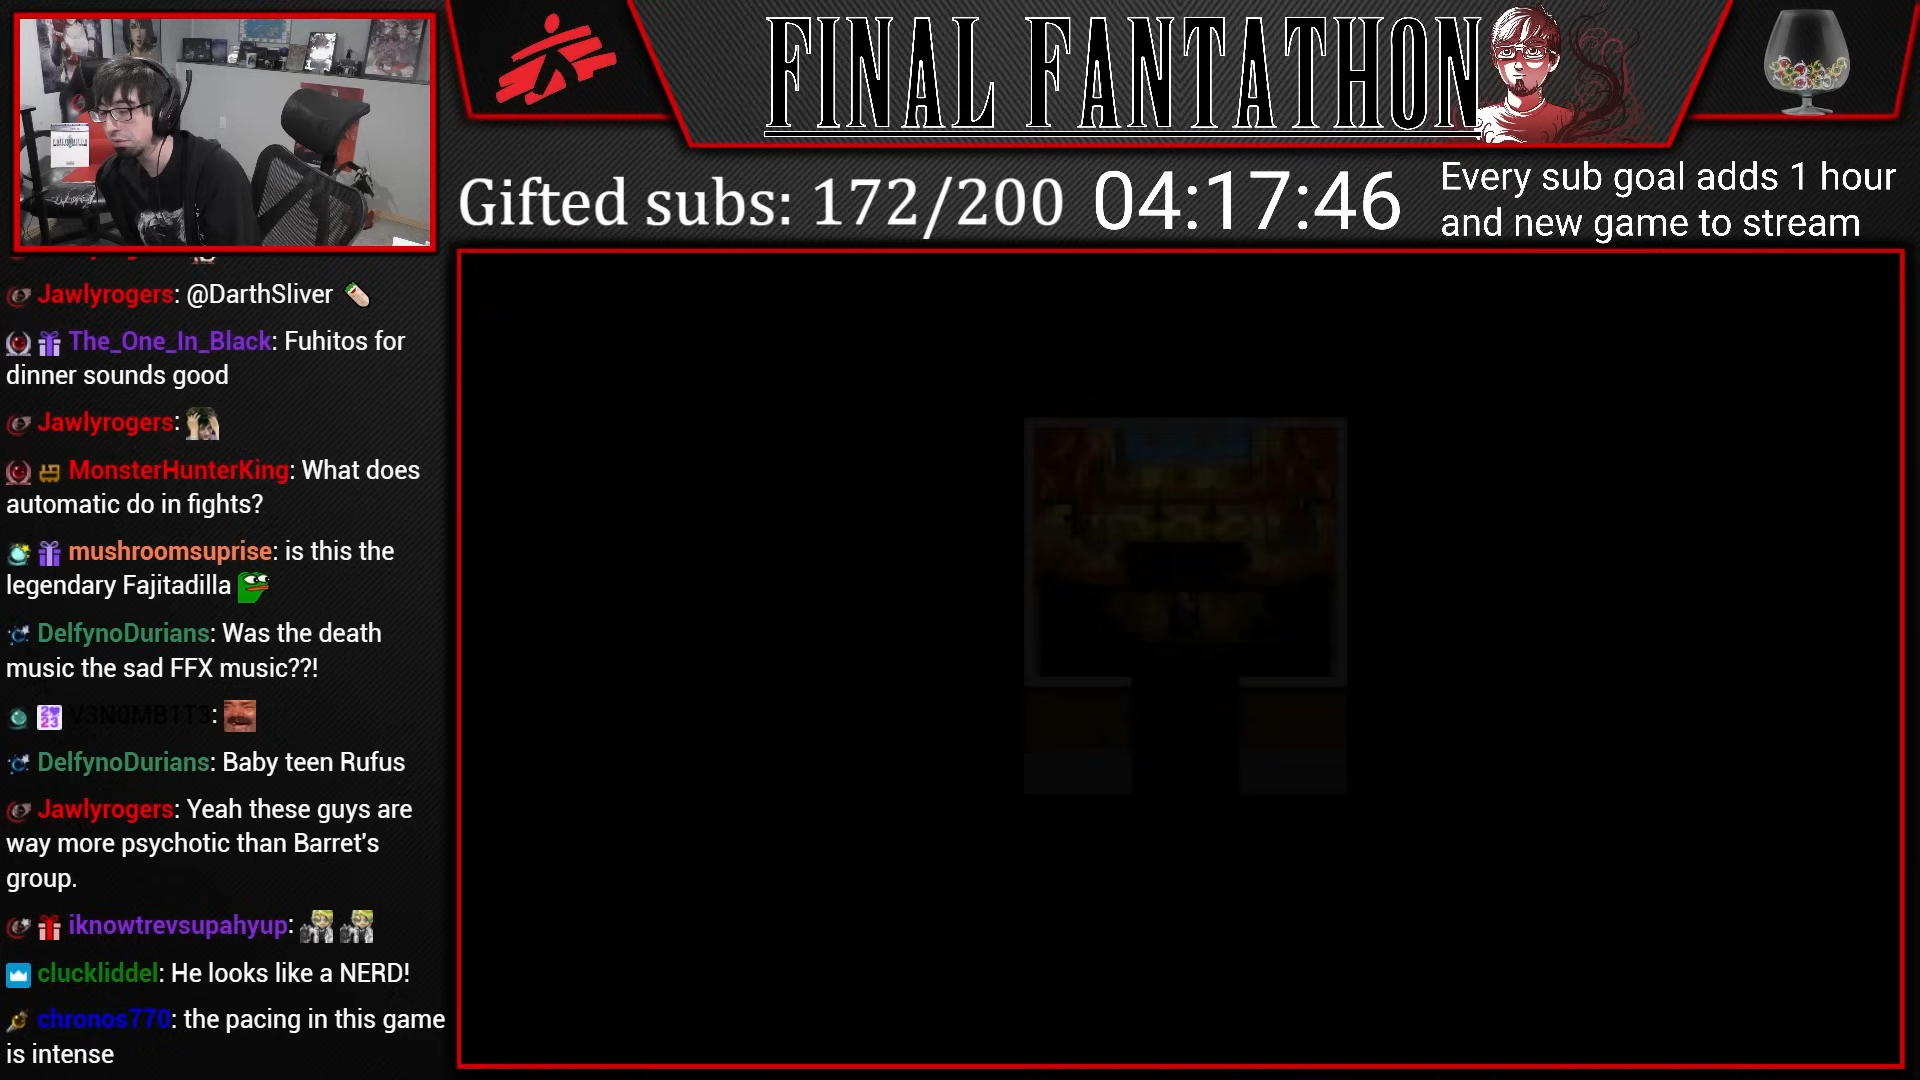 FINAL FANTATHON
Gifted subs: 172/200
04:17:46
Every sub goal adds 1 hour
and new game to stream
Jawlyrogers: @DarthSliver
The_One_In_Black: Fuhitos for
dinner sounds good
Jawlyrogers:
MonsterHunterKing: What does
automatic do in fights?
mushroomsuprise: is this the
legendary Fajitadilla
DelfynoDurians: Was the death
music the sad FFX music??!
V3N0MB1T3:
DelfynoDurians: Baby teen Rufus
Jawlyrogers: Yeah these guys are
way more psychotic than Barret's
group.
iknowtrevsupahyup:
cluckliddel: He looks like a NERD!
chronos770: the pacing in this game
is intense